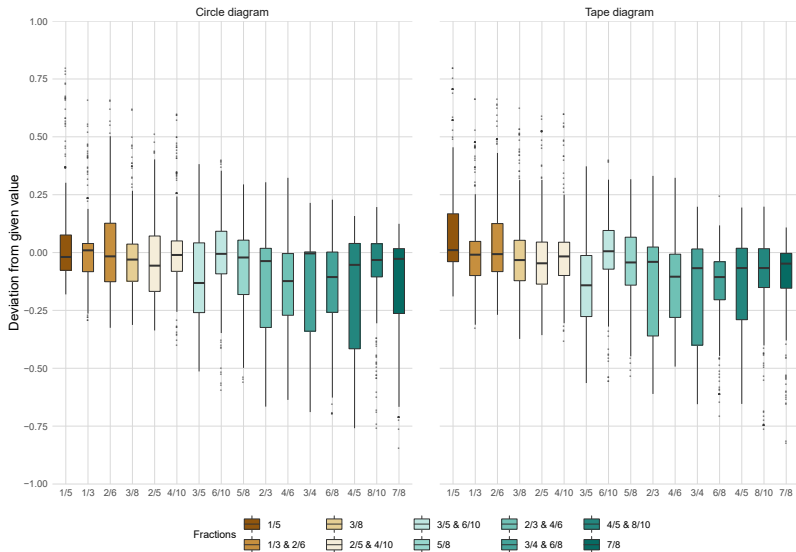 Circle diagram Tape diagram
1.00
0.75
0.50
0.25
0.00
−0.25
−0.50
−0.75
−1.00
Deviation from given value
1/5 1/3 2/6 3/8 2/5 4/10 3/5 6/10 5/8 2/3 4/6 3/4 6/8 4/5 8/10 7/8 1/5 1/3 2/6 3/8 2/5 4/10 3/5 6/10 5/8 2/3 4/6 3/4 6/8 4/5 8/10 7/8
Fractions
1/5 3/8 3/5 & 6/10 2/3 & 4/6 4/5 & 8/10
1/3 & 2/6 2/5 & 4/10 5/8 3/4 & 6/8 7/8